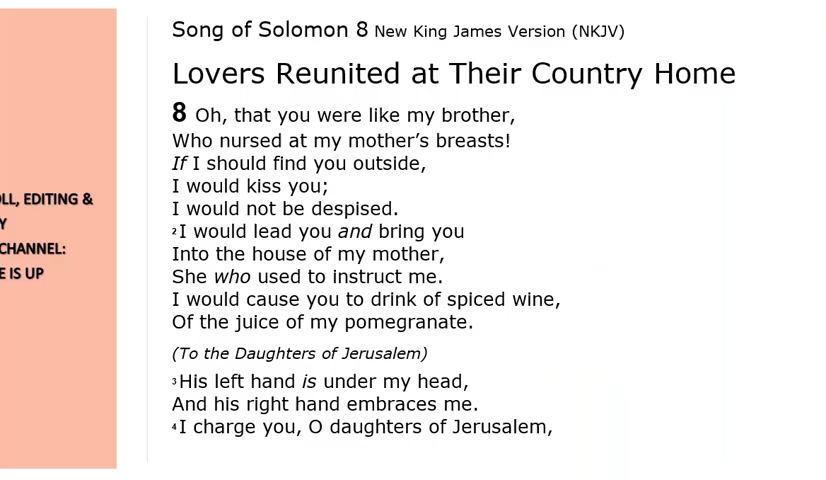 OLL, EDITING &
Y
CHANNEL:
E IS UP
Song of Solomon 8 New King James Version (NKJV)
Lovers Reunited at Their Country Home
8 Oh, that you were like my brother,
Who nursed at my mother’s breasts!
If I should find you outside,
I would kiss you;
I would not be despised.
2 I would lead you and bring you
Into the house of my mother,
She who used to instruct me.
I would cause you to drink of spiced wine,
Of the juice of my pomegranate.
(To the Daughters of Jerusalem)
3 His left hand is under my head,
And his right hand embraces me.
4 I charge you, O daughters of Jerusalem,